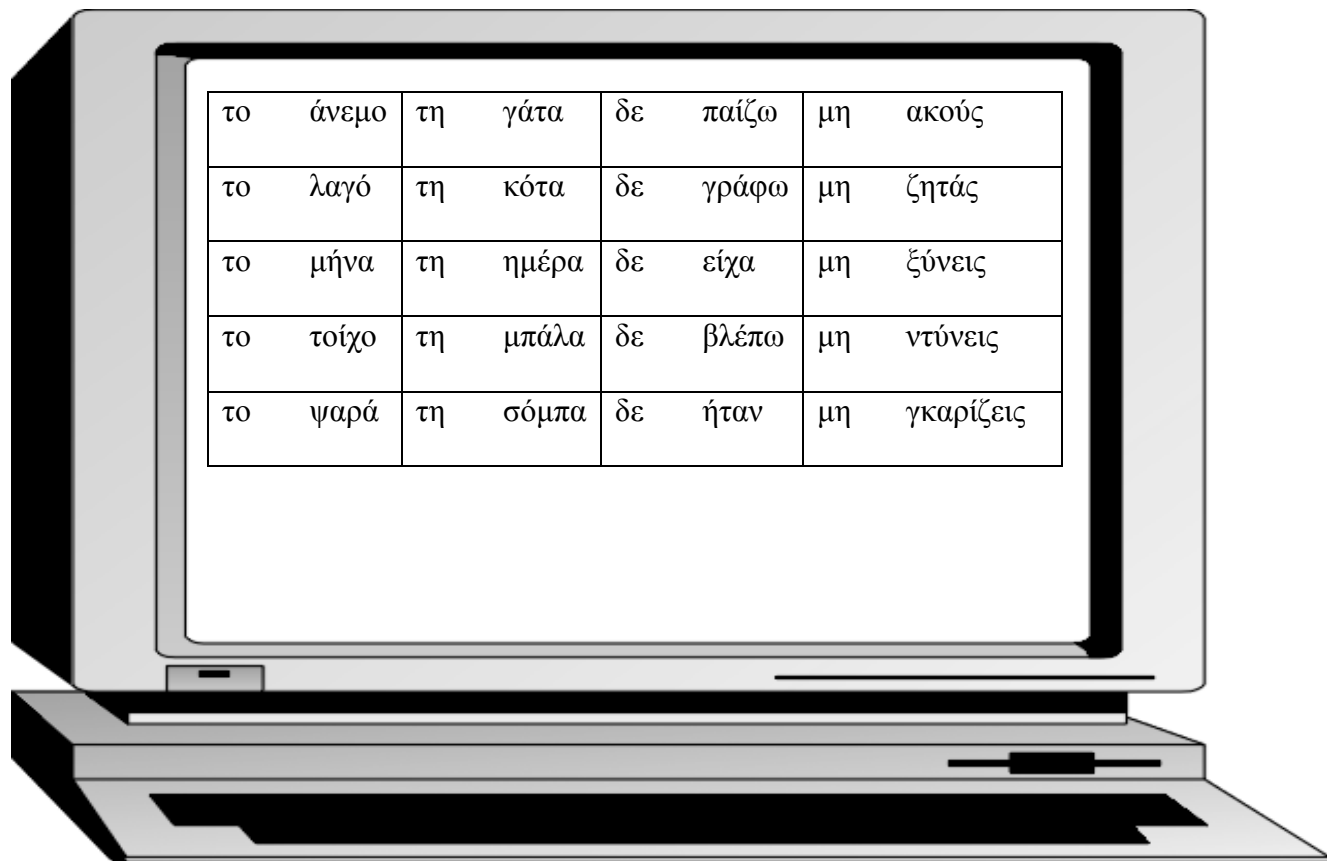 το άνεμο τη γάτα δε παίζω μη ακούς
το λαγό τη κότα δε γράφω μη ζητάς
το μήνα τη ημέρα δε είχα μη ξύνεις
το τοίχο τη μπάλα δε βλέπω μη ντύνεις
το ψαρά τη σόμπα δε ήταν μη γκαρίζεις